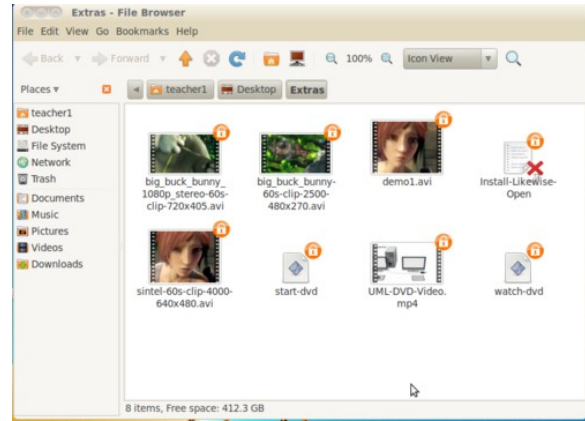 Extras - File Browser
File Edit View Go Bookmarks Help
Back Forward 100% Icon View
Places teacher1 Desktop Extras
teacher1
Desktop
File System
Network
Trash
Documents
Music
Pictures
Videos
Downloads
big_buck_bunny_
1080p_stereo-60s-
clip-720x405.avi
big_buck_bunny-
60s-clip-2500-
480x270.avi
demo1.avi
Install-Likewise-
Open
sintel-60s-clip-4000-
640x480.avi
start-dvd
UML-DVD-Video.
mp4
watch-dvd
8 items, Free space: 412.3 GB